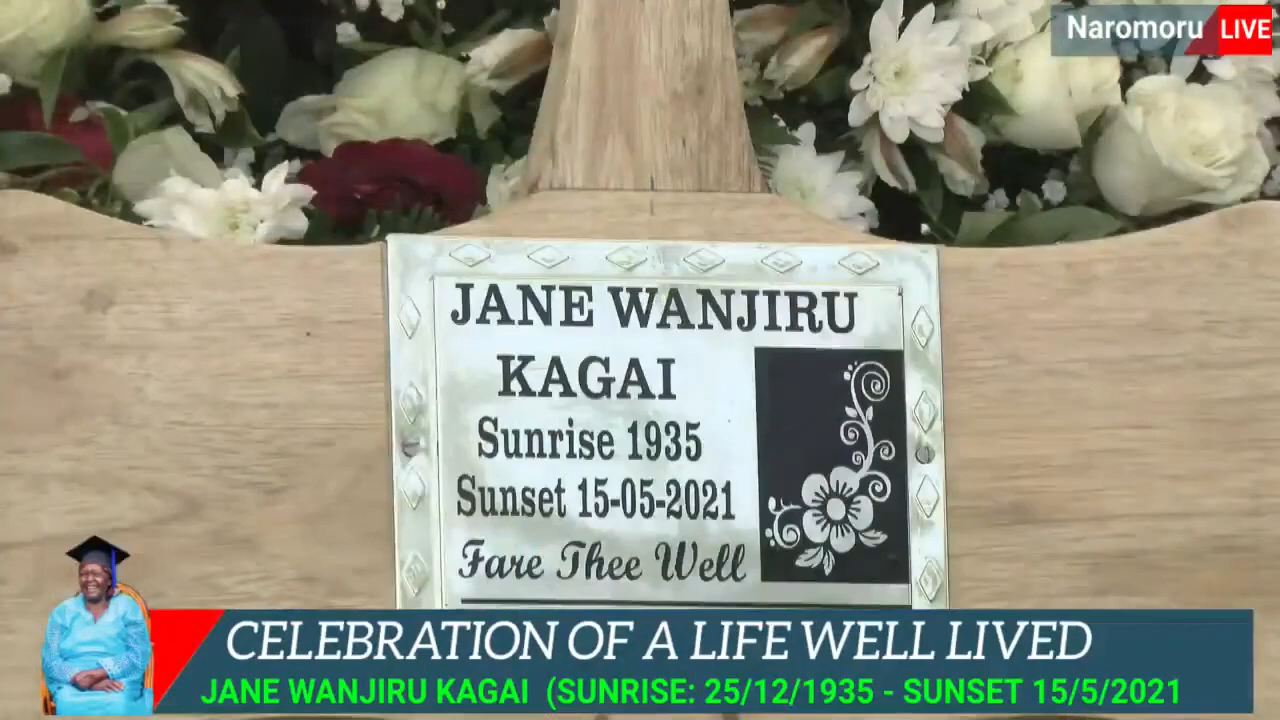 Naromoru LIVE
JANE WANJIRU
KAGAI
Sunrise 1935
Sunset 15-05-2021
Fare Thee Well
CELEBRATION OF A LIFE WELL LIVED
JANE WANJIRU KAGAI (SUNRISE: 25/12/1935 - SUNSET 15/5/2021